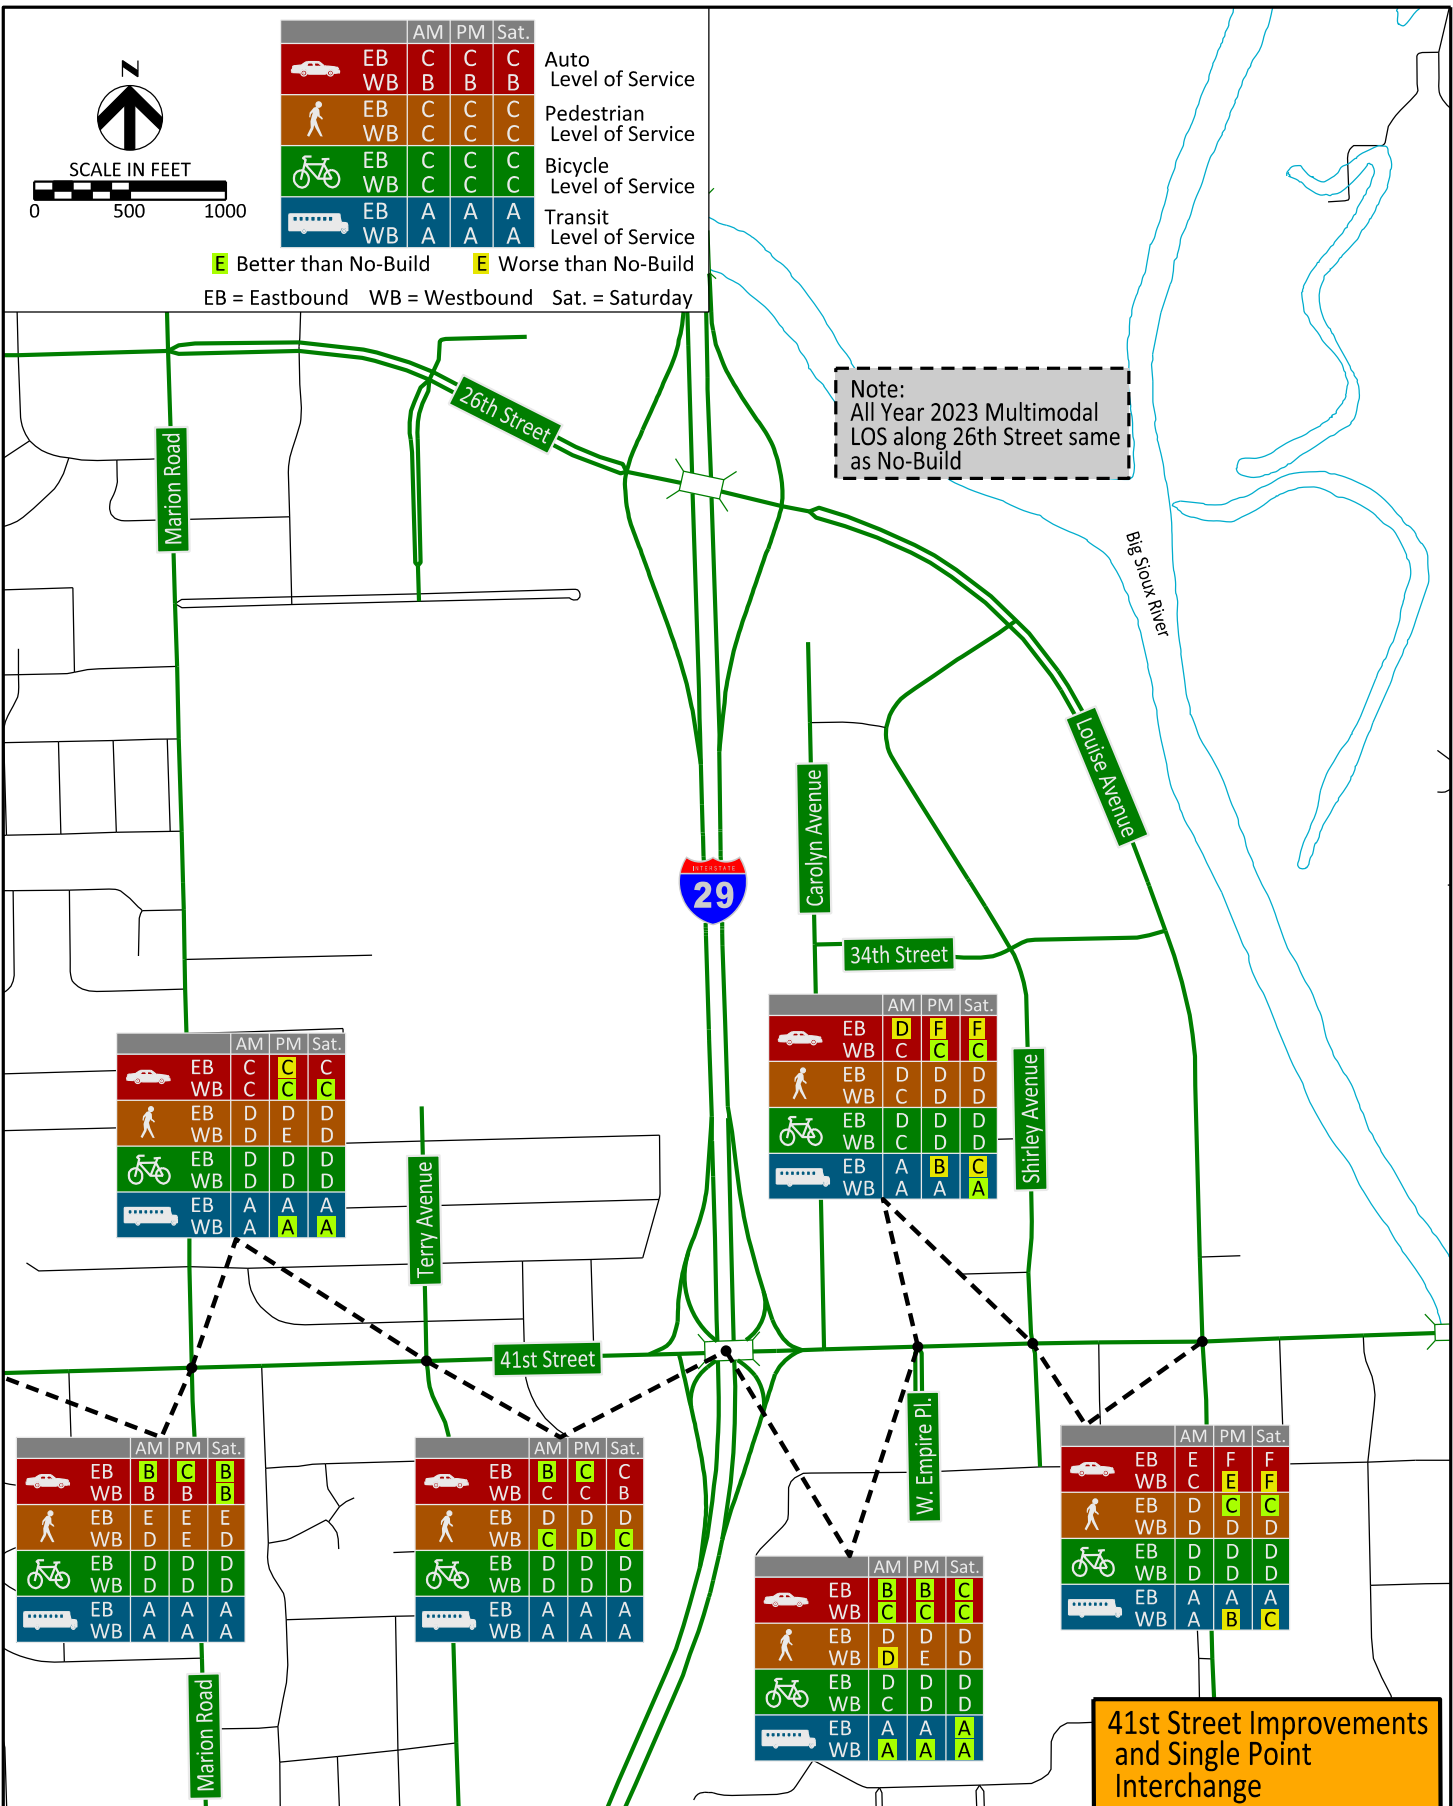 N
SCALE IN FEET
0 500 1000
AM PM Sat.
EB C C C
WB B B B
Auto
Level of Service
EB C C C
WB C C C
Pedestrian
Level of Service
EB C C C
WB C C C
Bicycle
Level of Service
EB A A A
WB A A A
Transit
Level of Service
E Better than No-Build E Worse than No-Build
EB = Eastbound WB = Westbound Sat. = Saturday
Note:
All Year 2023 Multimodal
LOS along 26th Street same
as No-Build
26th Street
Marion Road
Big Sioux River
Louise Avenue
Carolyn Avenue
INTERSTATE
29
34th Street
Shirley Avenue
AM PM Sat.
EB D F F
WB C C C
EB D D D
WB C D D
EB D D D
WB C D D
EB A B C
WB A A A
AM PM Sat.
EB C C C
WB C C C
EB D D D
WB D E D
EB D D D
WB D D D
EB A A A
WB A A A
Terry Avenue
41st Street
W. Empire Pl.
AM PM Sat.
EB B C B
WB B B B
EB E E E
WB D E D
EB D D D
WB D D D
EB A A A
WB A A A
AM PM Sat.
EB B C C
WB C C B
EB D D D
WB C D C
EB D D D
WB D D D
EB A A A
WB A A A
AM PM Sat.
EB B B C
WB C C C
EB D D D
WB D E D
EB D D D
WB C D D
EB A A A
WB A A A
AM PM Sat.
EB E F F
WB C E F
EB D C C
WB D D D
EB D D D
WB D D D
EB A A A
WB A B C
Marion Road
41st Street Improvements
and Single Point
Interchange